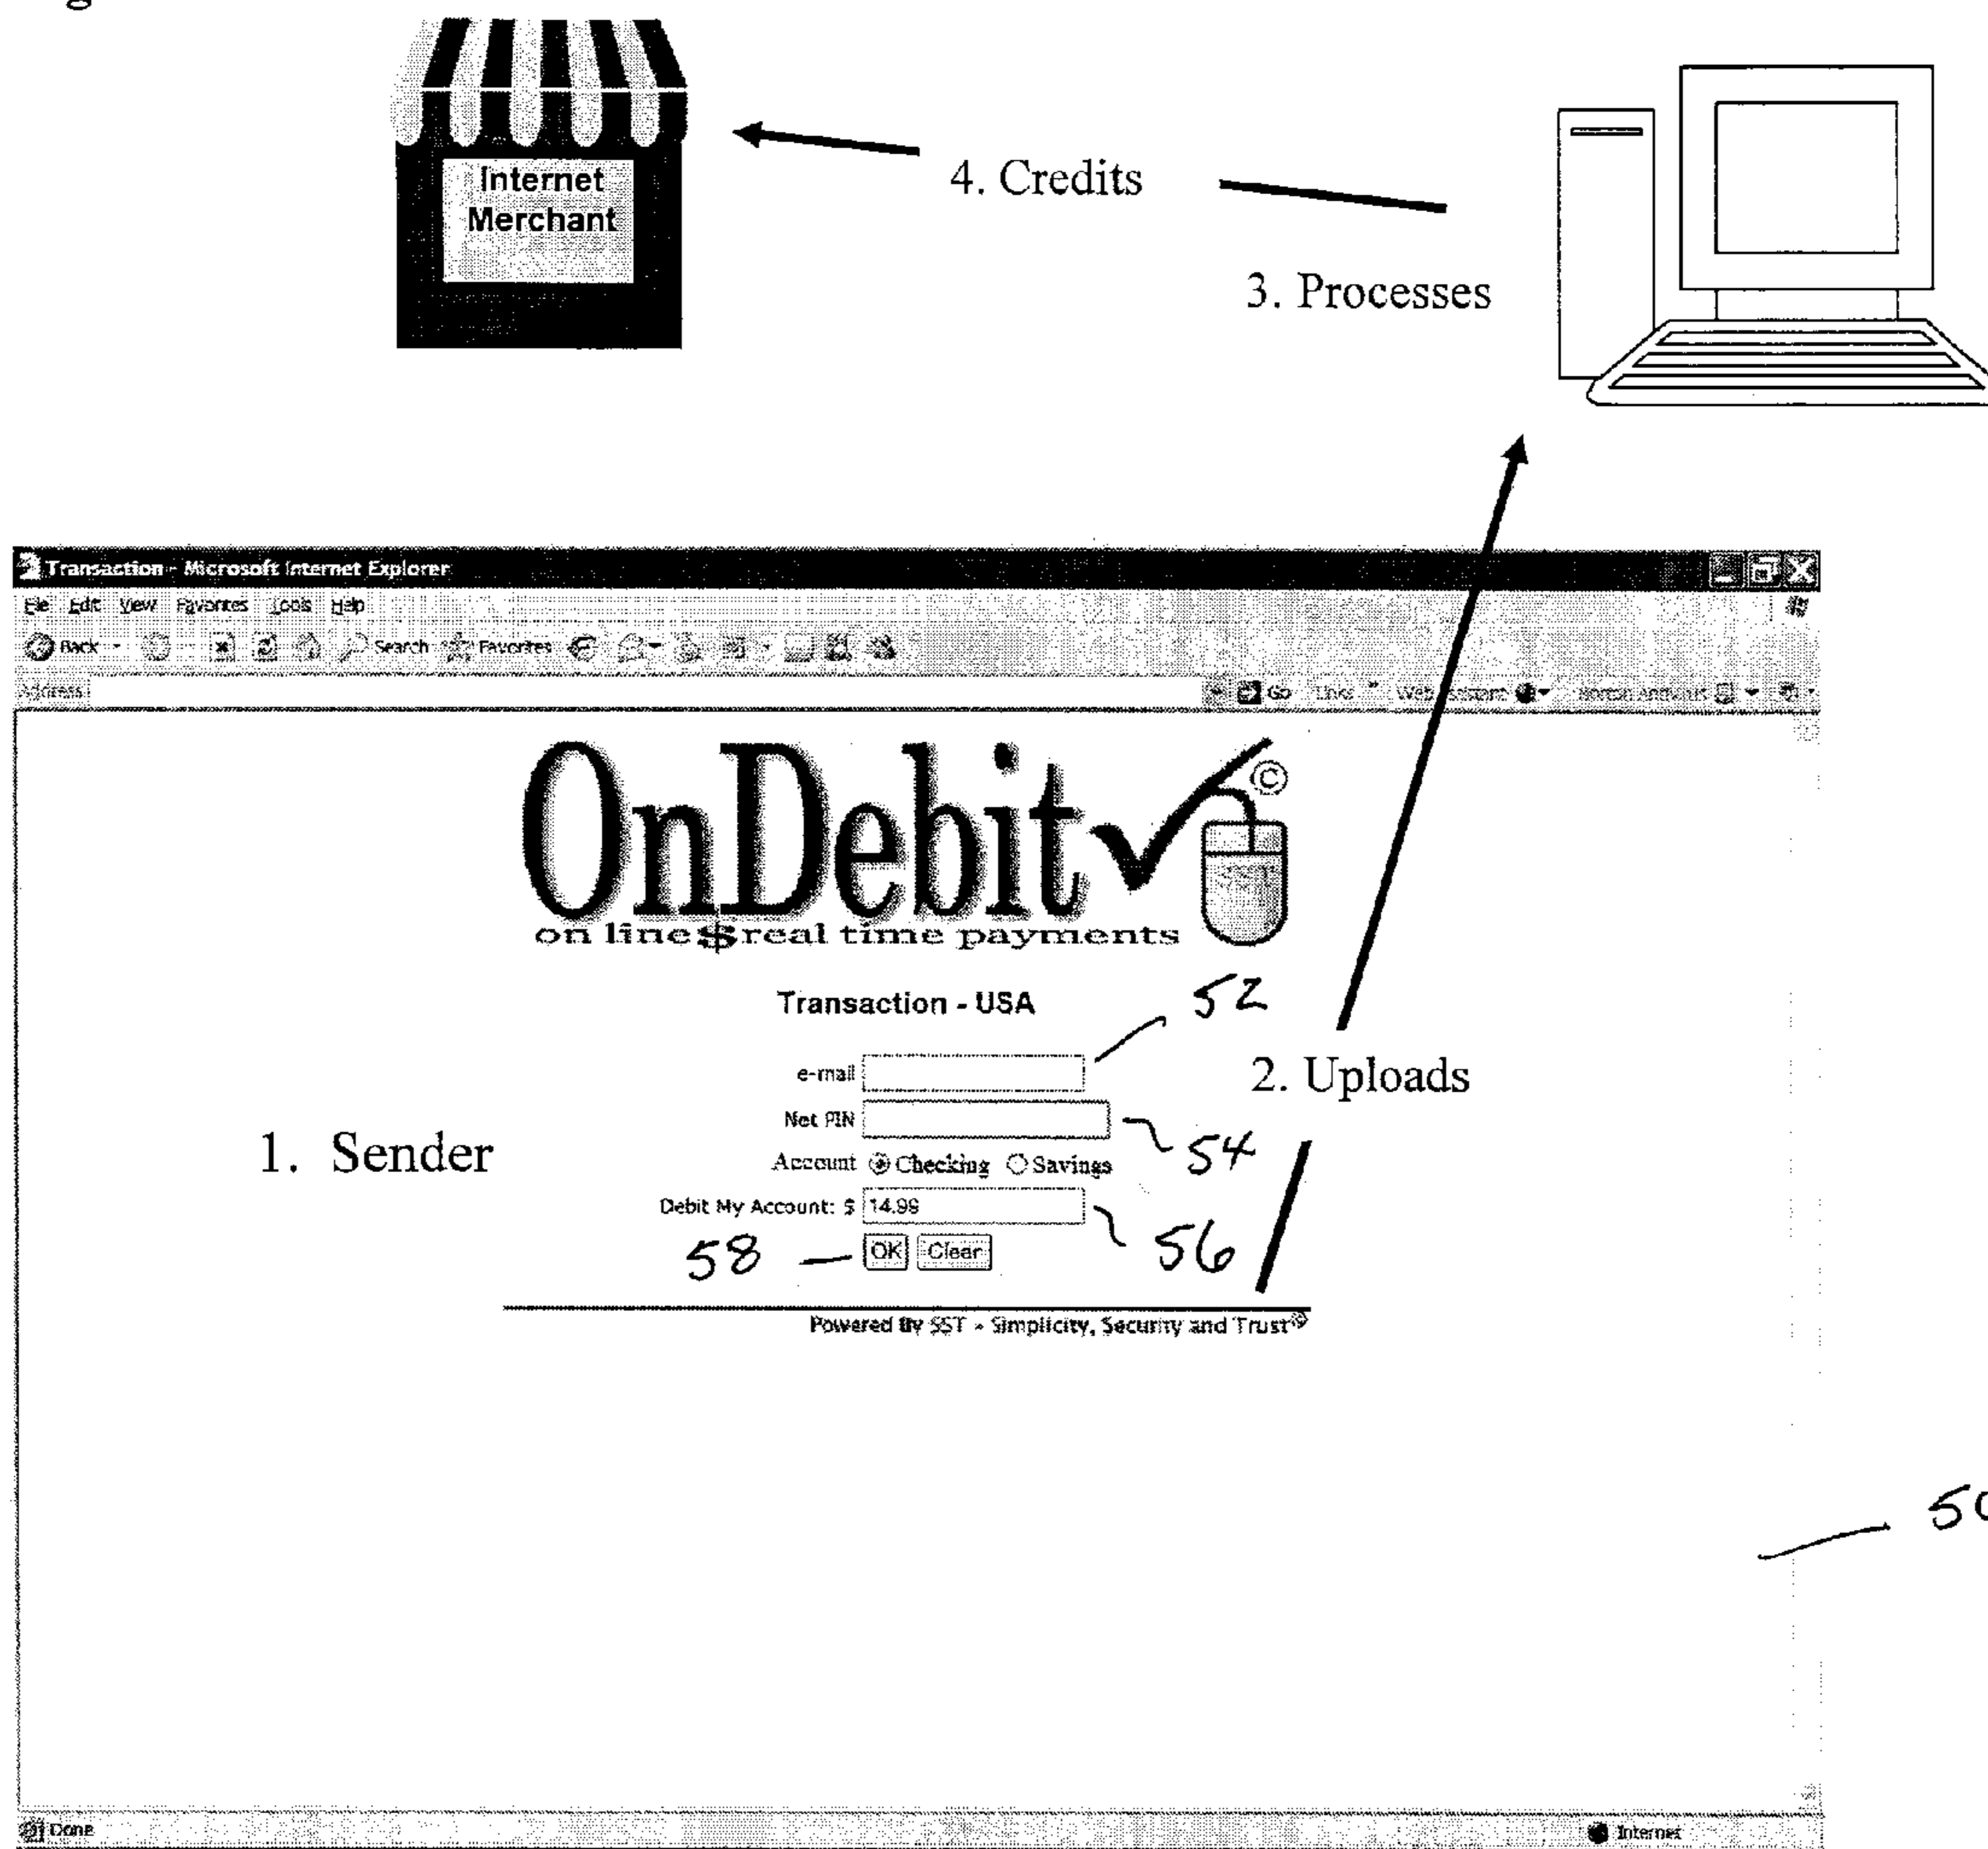 Internet
Merchant
4. Credits
3. Processes
Transaction - Microsoft Internet Explorer
File Edit View Favorites Tools Help
Back Search Favorites
Address Go Links »
OnDebit ©
on line $ real time payments
Transaction - USA
52
e-mail
2. Uploads
Net PIN
54
1. Sender
Account Checking Savings
Debit My Account: $ 14.99
56
58
OK Clear
Powered By SST - Simplicity, Security and Trust©
Done Internet